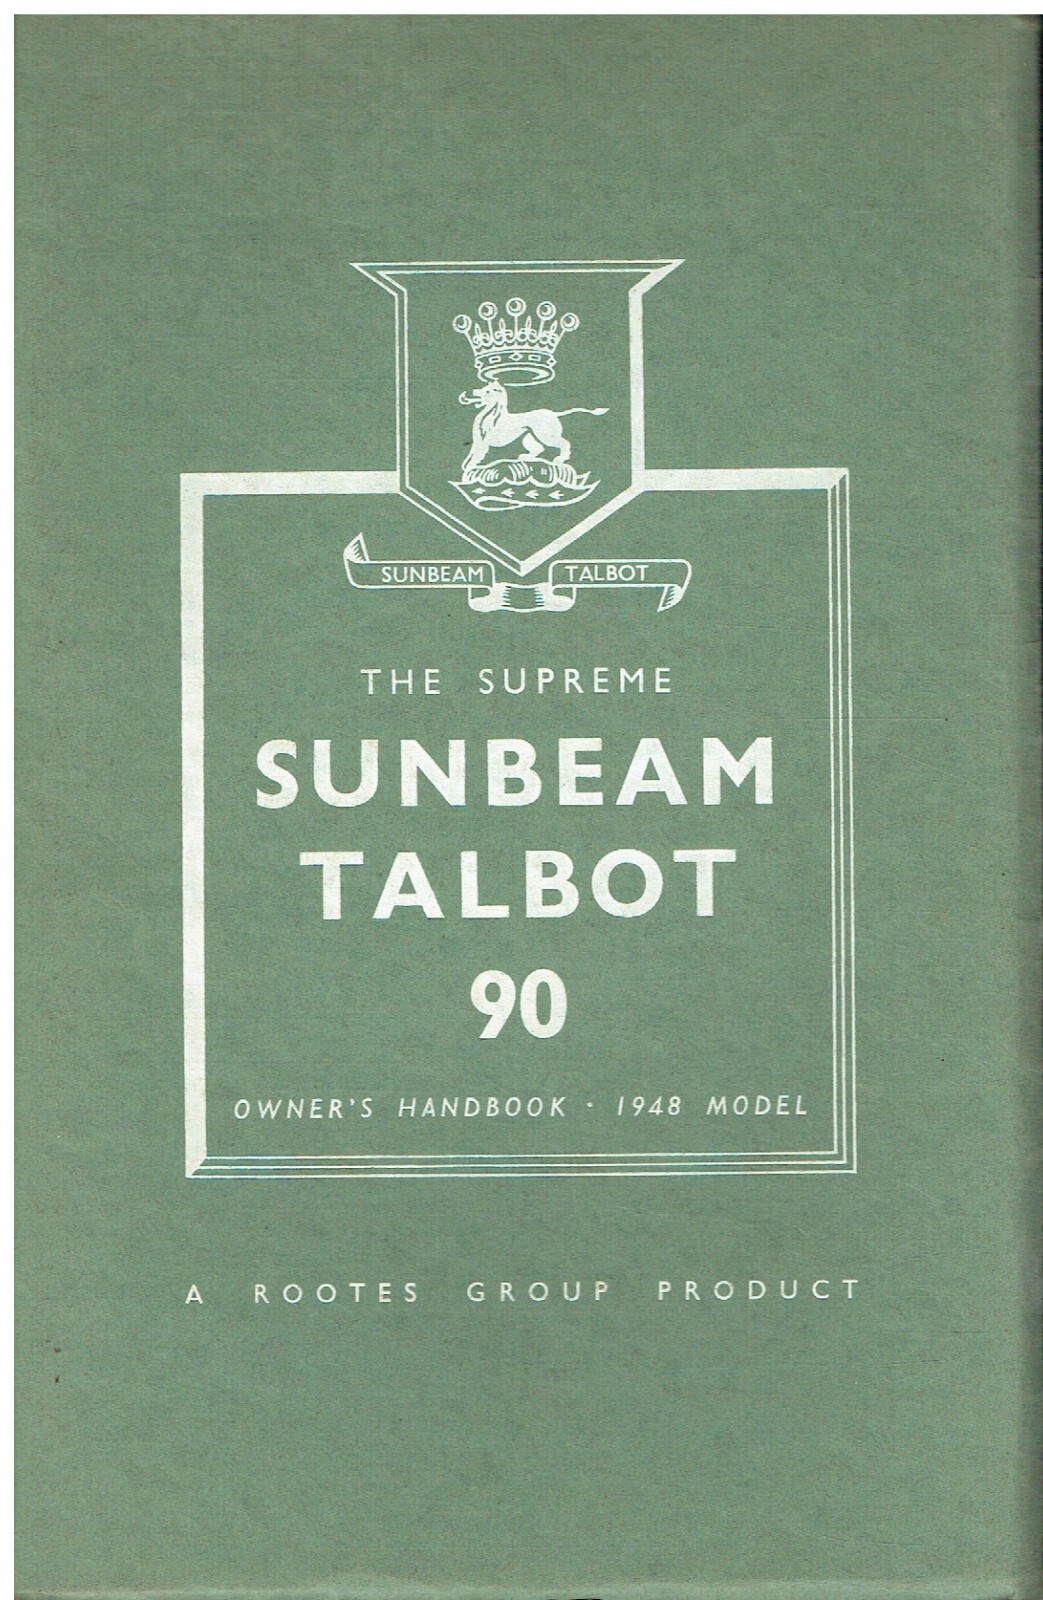 SUNBEAM TALBOT
THE SUPREME
SUNBEAM
TALBOT
90
OWNER'S HANDBOOK · 1948 MODEL
A ROOTES GROUP PRODUCT